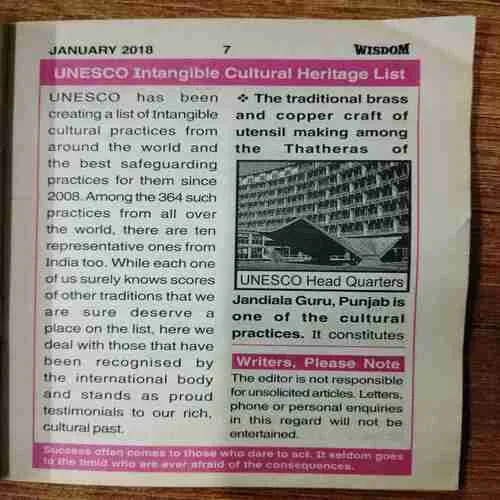 JANUARY 2018 7 WISDOM
UNESCO Intangible Cultural Heritage List
UNESCO has been
creating a list of Intangible
cultural practices from
around the world and
the best safeguarding
practices for them since
2008. Among the 364 such
practices from all over
the world, there are ten
representative ones from
India too. While each one
of us surely knows scores
of other traditions that we
are sure deserve a
place on the list, here we
deal with those that have
been recognised by
the international body
and stands as proud
testimonials to our rich,
cultural past.
❖ The traditional brass
and copper craft of
utensil making among
the Thatheras of
UNESCO Head Quarters
Jandiala Guru, Punjab is
one of the cultural
practices. It constitutes
Writers, Please Note
The editor is not responsible
for unsolicited articles. Letters,
phone or personal enquiries
in this regard will not be
entertained.
Success often comes to those who dare to act. It seldom goes
to the timid who are ever afraid of the consequences.